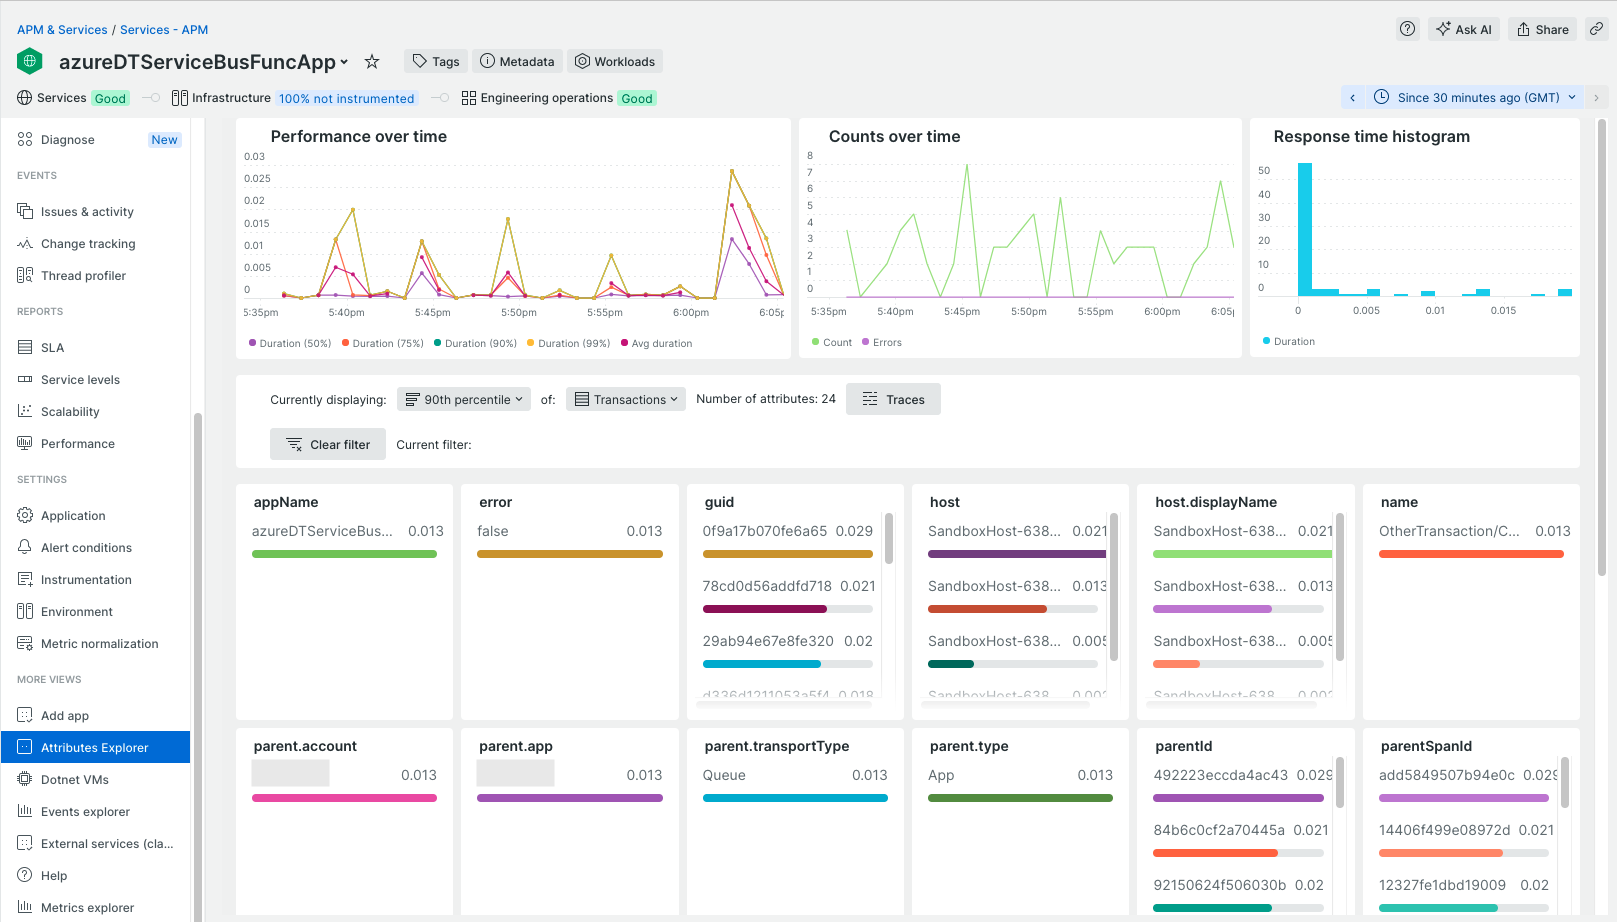 APM & Services / Services - APM
Ask AI
Share
azureDTServiceBusFuncApp
Tags
Metadata
Workloads
Services Good
Infrastructure 100% not instrumented
Engineering operations Good
Since 30 minutes ago (GMT)
Diagnose New
EVENTS
Issues & activity
Change tracking
Thread profiler
REPORTS
SLA
Service levels
Scalability
Performance
SETTINGS
Application
Alert conditions
Instrumentation
Environment
Metric normalization
MORE VIEWS
Add app
Attributes Explorer
Dotnet VMs
Events explorer
External services (cla...
Help
Metrics explorer
Performance over time
0.03
0.025
0.02
0.015
0.01
0.005
0
5:35pm 5:40pm 5:45pm 5:50pm 5:55pm 6:00pm 6:05p
Duration (50%) Duration (75%) Duration (90%) Duration (99%) Avg duration
Counts over time
8
7
6
5
4
3
2
1
0
5:35pm 5:40pm 5:45pm 5:50pm 5:55pm 6:00pm 6:05p
Count Errors
Response time histogram
50
40
30
20
10
0
0 0.005 0.01 0.015
Duration
Currently displaying: 90th percentile of: Transactions Number of attributes: 24 Traces
Clear filter Current filter:
appName
azureDTServiceBus... 0.013
error
false 0.013
guid
0f9a17b070fe6a65 0.029
78cd0d56addfd718 0.021
29ab94e67e8fe320 0.02
d336d1211053a5f4 0.018
host
SandboxHost-638... 0.021
SandboxHost-638... 0.013
SandboxHost-638... 0.005
SandboxHost-638... 0.002
host.displayName
SandboxHost-638... 0.021
SandboxHost-638... 0.013
SandboxHost-638... 0.005
SandboxHost-638... 0.002
name
OtherTransaction/C... 0.013
parent.account
0.013
parent.app
0.013
parent.transportType
Queue 0.013
parent.type
App 0.013
parentId
492223eccda4ac43 0.029
84b6c0cf2a70445a 0.021
92150624f506030b 0.02
parentSpanId
add5849507b94e0c 0.029
14406f499e08972d 0.021
12327fe1dbd19009 0.02